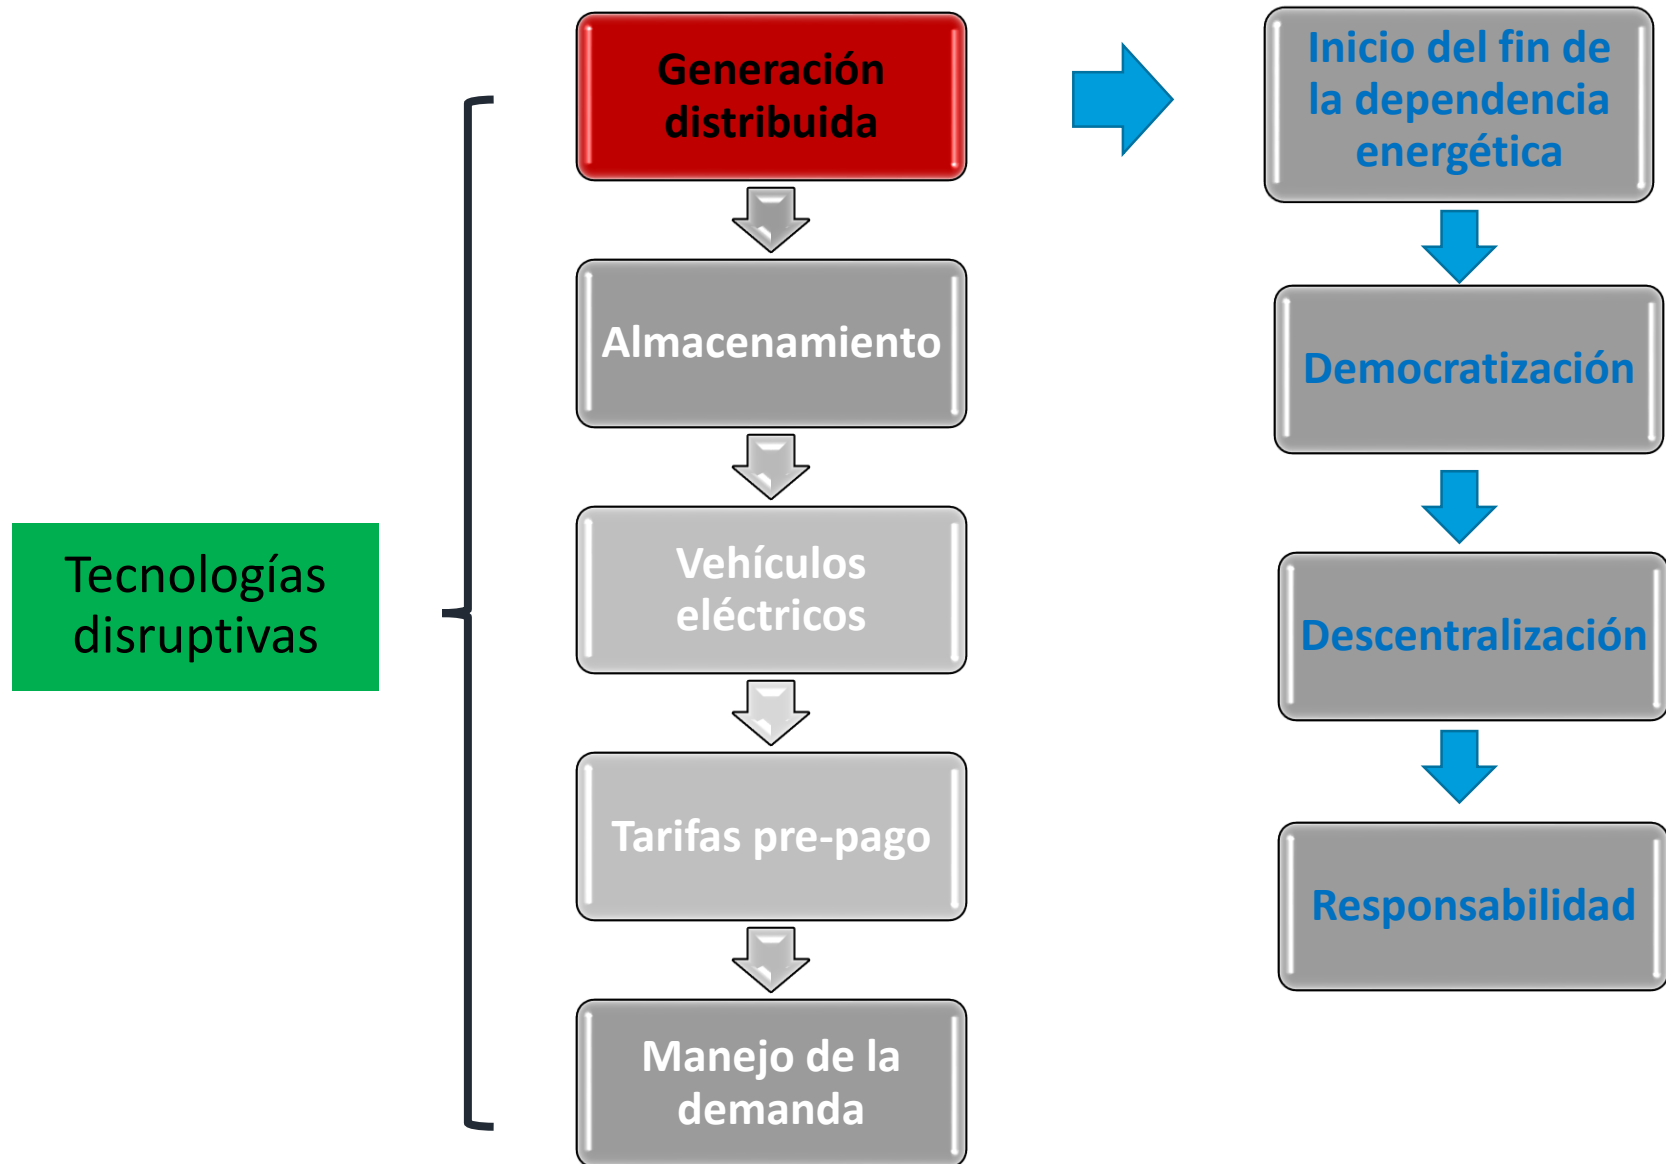 Tecnologías
disruptivas
Generación
distribuida
Almacenamiento
Vehículos
eléctricos
Tarifas pre-pago
Manejo de la
demanda
Inicio del fin de
la dependencia
energética
Democratización
Descentralización
Responsabilidad